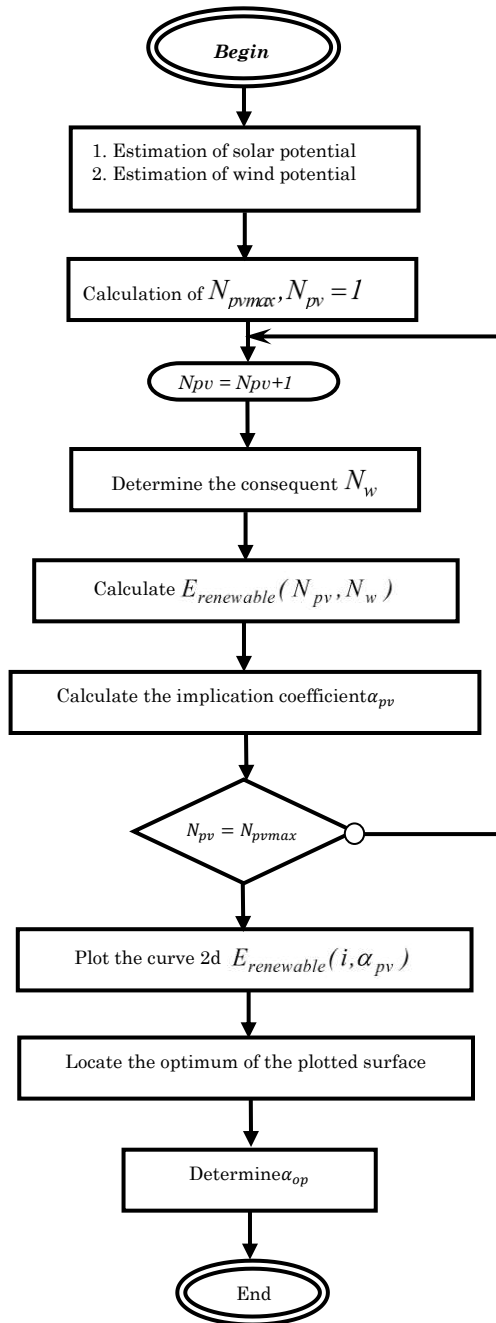 Begin
1. Estimation of solar potential
2. Estimation of wind potential
Calculation of N_pvmax, N_pv = 1
Npv = Npv+1
Determine the consequent N_w
Calculate E_renewable(N_pv, N_w)
Calculate the implication coefficientα_pv
N_pv = N_pvmax
Plot the curve 2d E_renewable(i, α_pv)
Locate the optimum of the plotted surface
Determineα_op
End